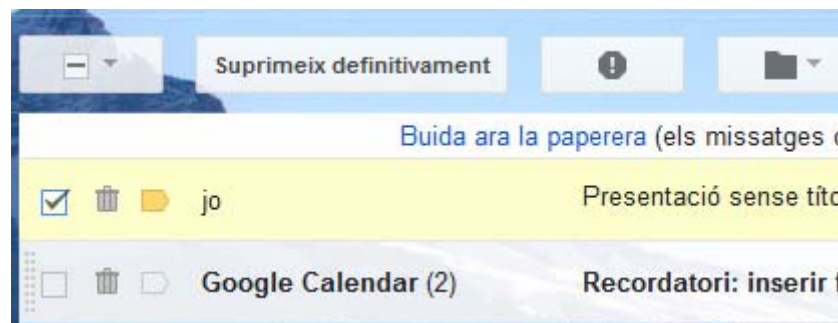 Suprimeix definitivament
Buida ara la paperera (els missatges
jo Presentació sense títo
Google Calendar (2) Recordatori: inserir